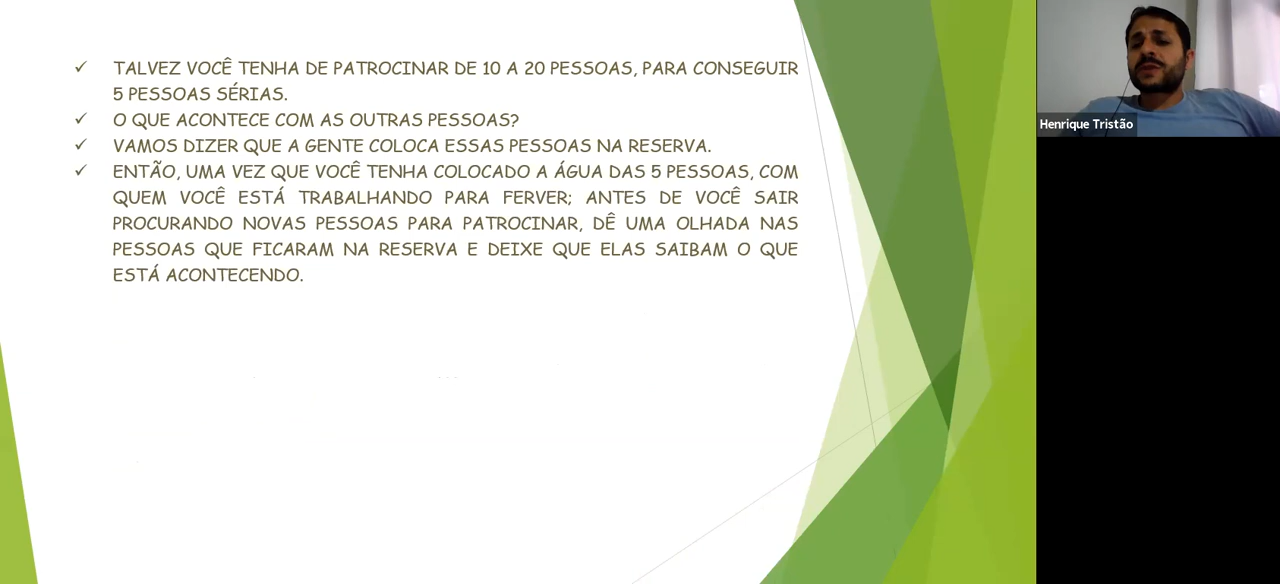 TALVEZ VOCÊ TENHA DE PATROCINAR DE 10 A 20 PESSOAS, PARA CONSEGUIR
5 PESSOAS SÉRIAS.
O QUE ACONTECE COM AS OUTRAS PESSOAS?
VAMOS DIZER QUE A GENTE COLOCA ESSAS PESSOAS NA RESERVA.
ENTÃO, UMA VEZ QUE VOCÊ TENHA COLOCADO A ÁGUA DAS 5 PESSOAS, COM
QUEM VOCÊ ESTÁ TRABALHANDO PARA FERVER; ANTES DE VOCÊ SAIR
PROCURANDO NOVAS PESSOAS PARA PATROCINAR, DÊ UMA OLHADA NAS
PESSOAS QUE FICARAM NA RESERVA E DEIXE QUE ELAS SAIBAM O QUE
ESTÁ ACONTECENDO.
Henrique Tristão